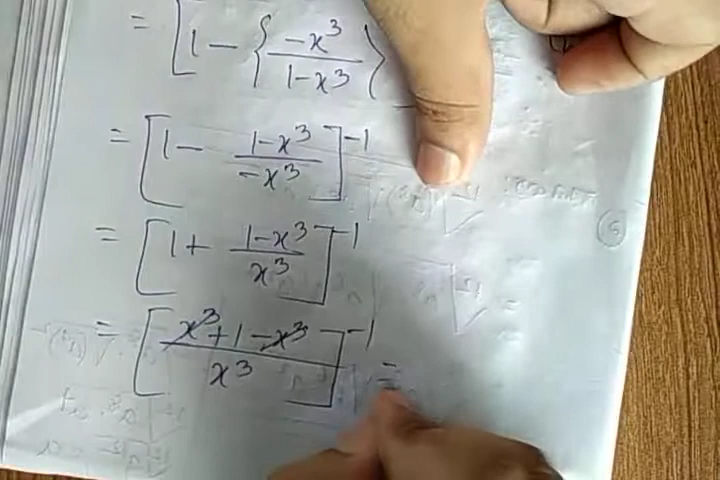 = [1 - {-x³/1-x³}
= [1 - 1-x³/-x³]⁻¹
= [1 + 1-x³/x³]⁻¹
= [x³+1-x³/x³]⁻¹ =